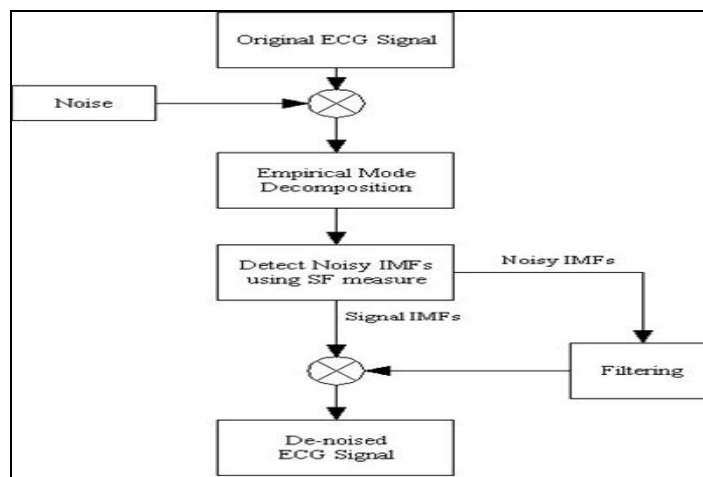 Original ECG Signal
Noise
Empirical Mode
Decomposition
Detect Noisy IMFs
using SF measure
Noisy IMFs
Signal IMFs
Filtering
De-noised
ECG Signal